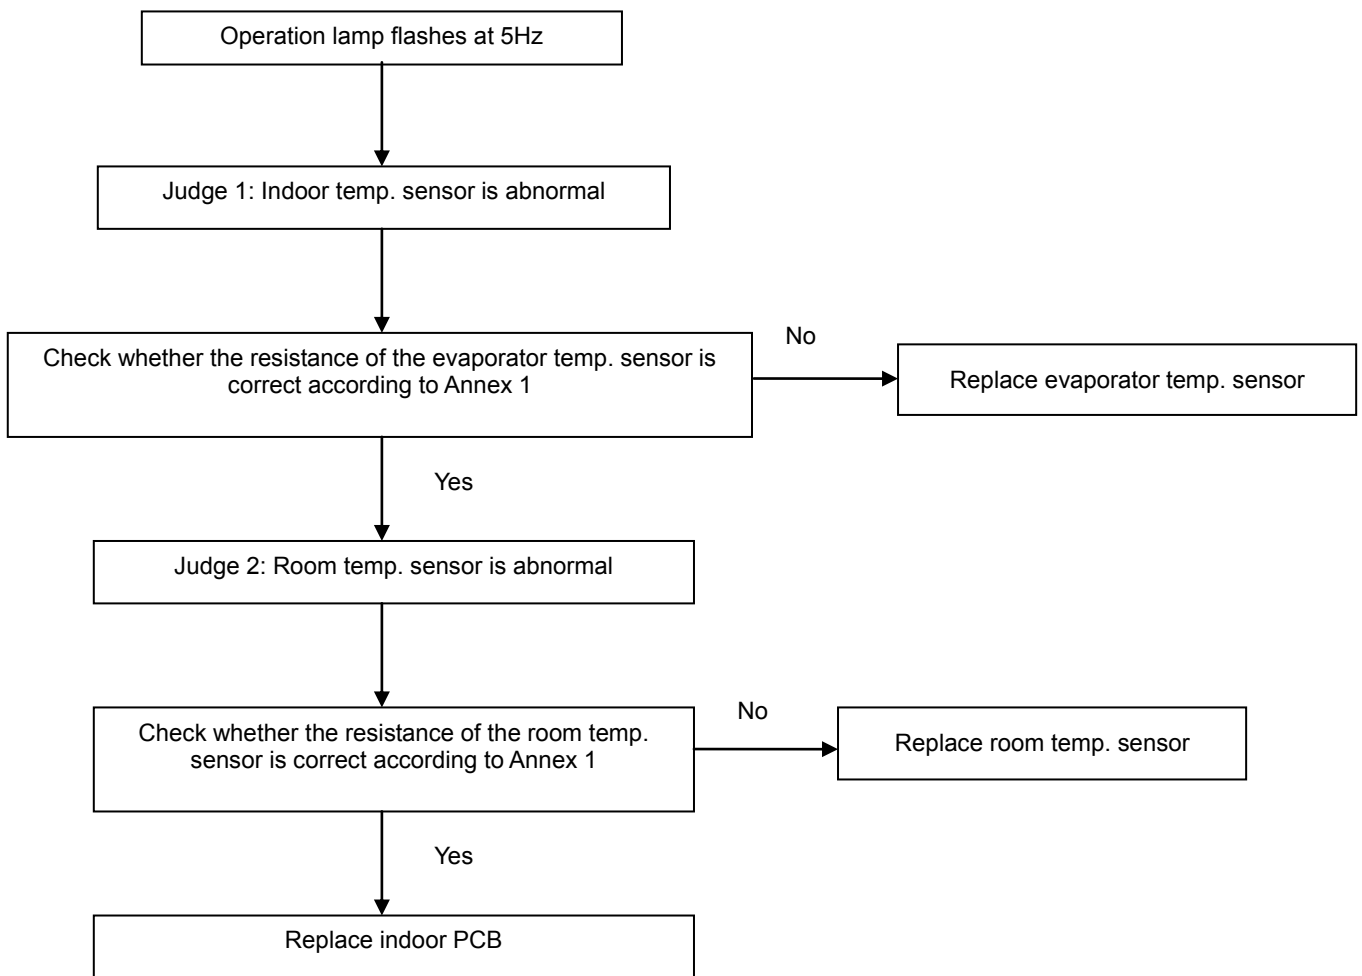 Operation lamp flashes at 5Hz
Judge 1: Indoor temp. sensor is abnormal
Check whether the resistance of the evaporator temp. sensor is
correct according to Annex 1
No
Replace evaporator temp. sensor
Yes
Judge 2: Room temp. sensor is abnormal
Check whether the resistance of the room temp.
sensor is correct according to Annex 1
No
Replace room temp. sensor
Yes
Replace indoor PCB